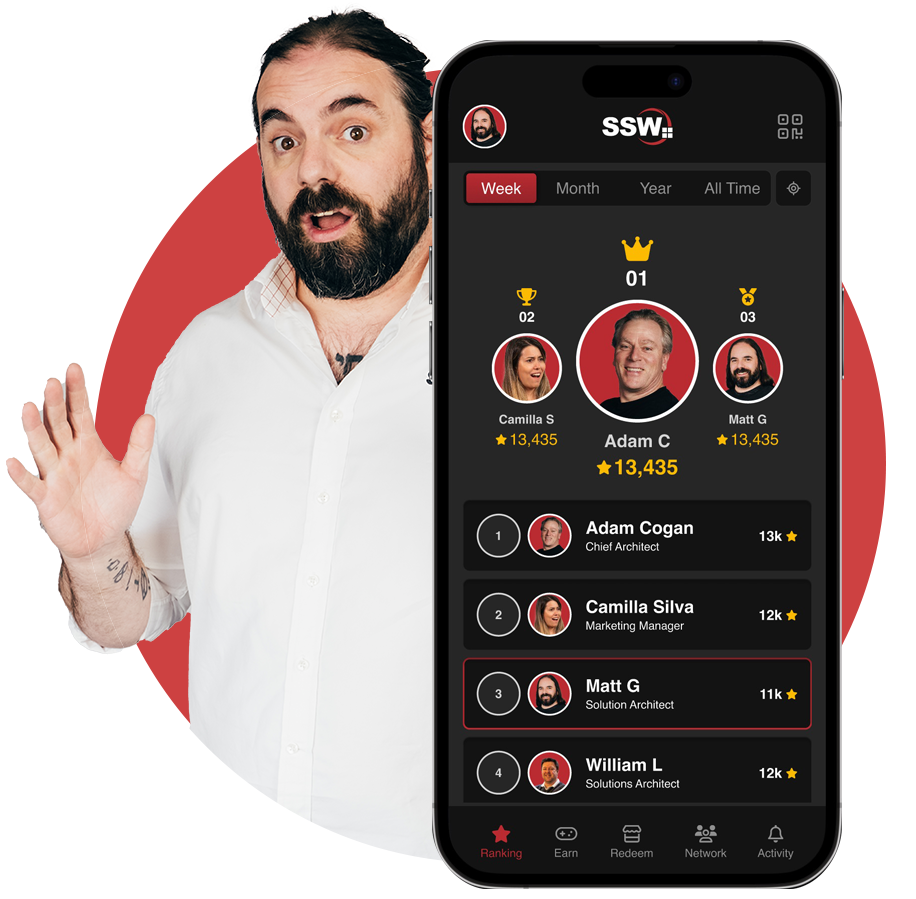 SSW
Week Month Year All Time
01
02
03
Camilla S
13,435
Adam C
13,435
Matt G
13,435
1
Adam Cogan
Chief Architect
13k
2
Camilla Silva
Marketing Manager
12k
3
Matt G
Solution Architect
11k
4
William L
Solutions Architect
12k
Ranking Earn Redeem Network Activity